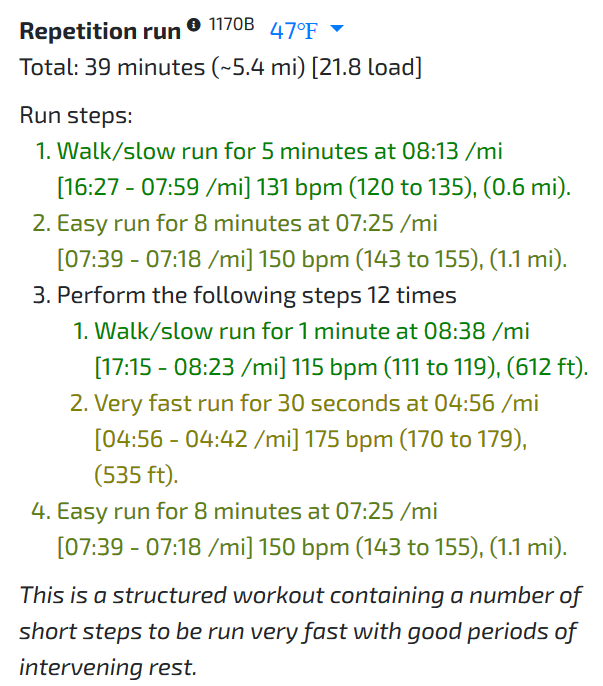 Repetition run 1170B 47°F
Total: 39 minutes (~5.4 mi) [21.8 load]
Run steps:
1. Walk/slow run for 5 minutes at 08:13 /mi
[16:27 - 07:59 /mi] 131 bpm (120 to 135), (0.6 mi).
2. Easy run for 8 minutes at 07:25 /mi
[07:39 - 07:18 /mi] 150 bpm (143 to 155), (1.1 mi).
3. Perform the following steps 12 times
1. Walk/slow run for 1 minute at 08:38 /mi
[17:15 - 08:23 /mi] 115 bpm (111 to 119), (612 ft).
2. Very fast run for 30 seconds at 04:56 /mi
[04:56 - 04:42 /mi] 175 bpm (170 to 179),
(535 ft).
4. Easy run for 8 minutes at 07:25 /mi
[07:39 - 07:18 /mi] 150 bpm (143 to 155), (1.1 mi).
This is a structured workout containing a number of
short steps to be run very fast with good periods of
intervening rest.